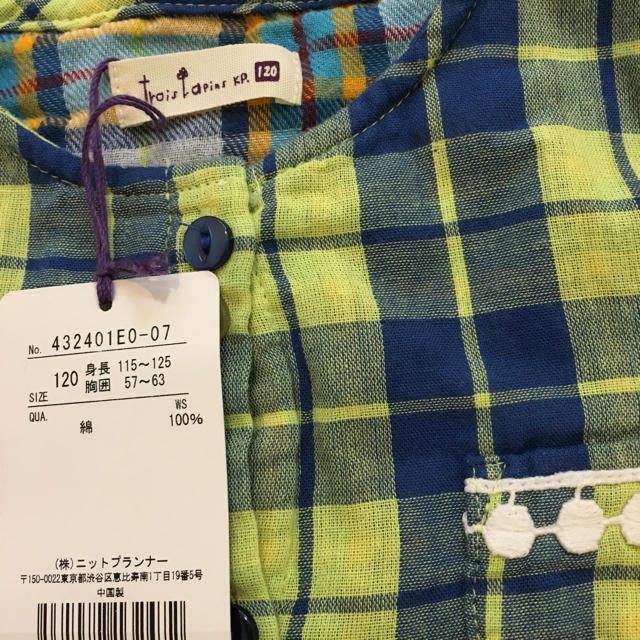 trois lapins KP. 120
No. 432401E0-07
SIZE 120 身長 115〜125
胸囲 57〜63
QUA. WS
綿 100%
(株)ニットプランナー
〒150-0022東京都渋谷区恵比寿南1丁目19番5号
中国製